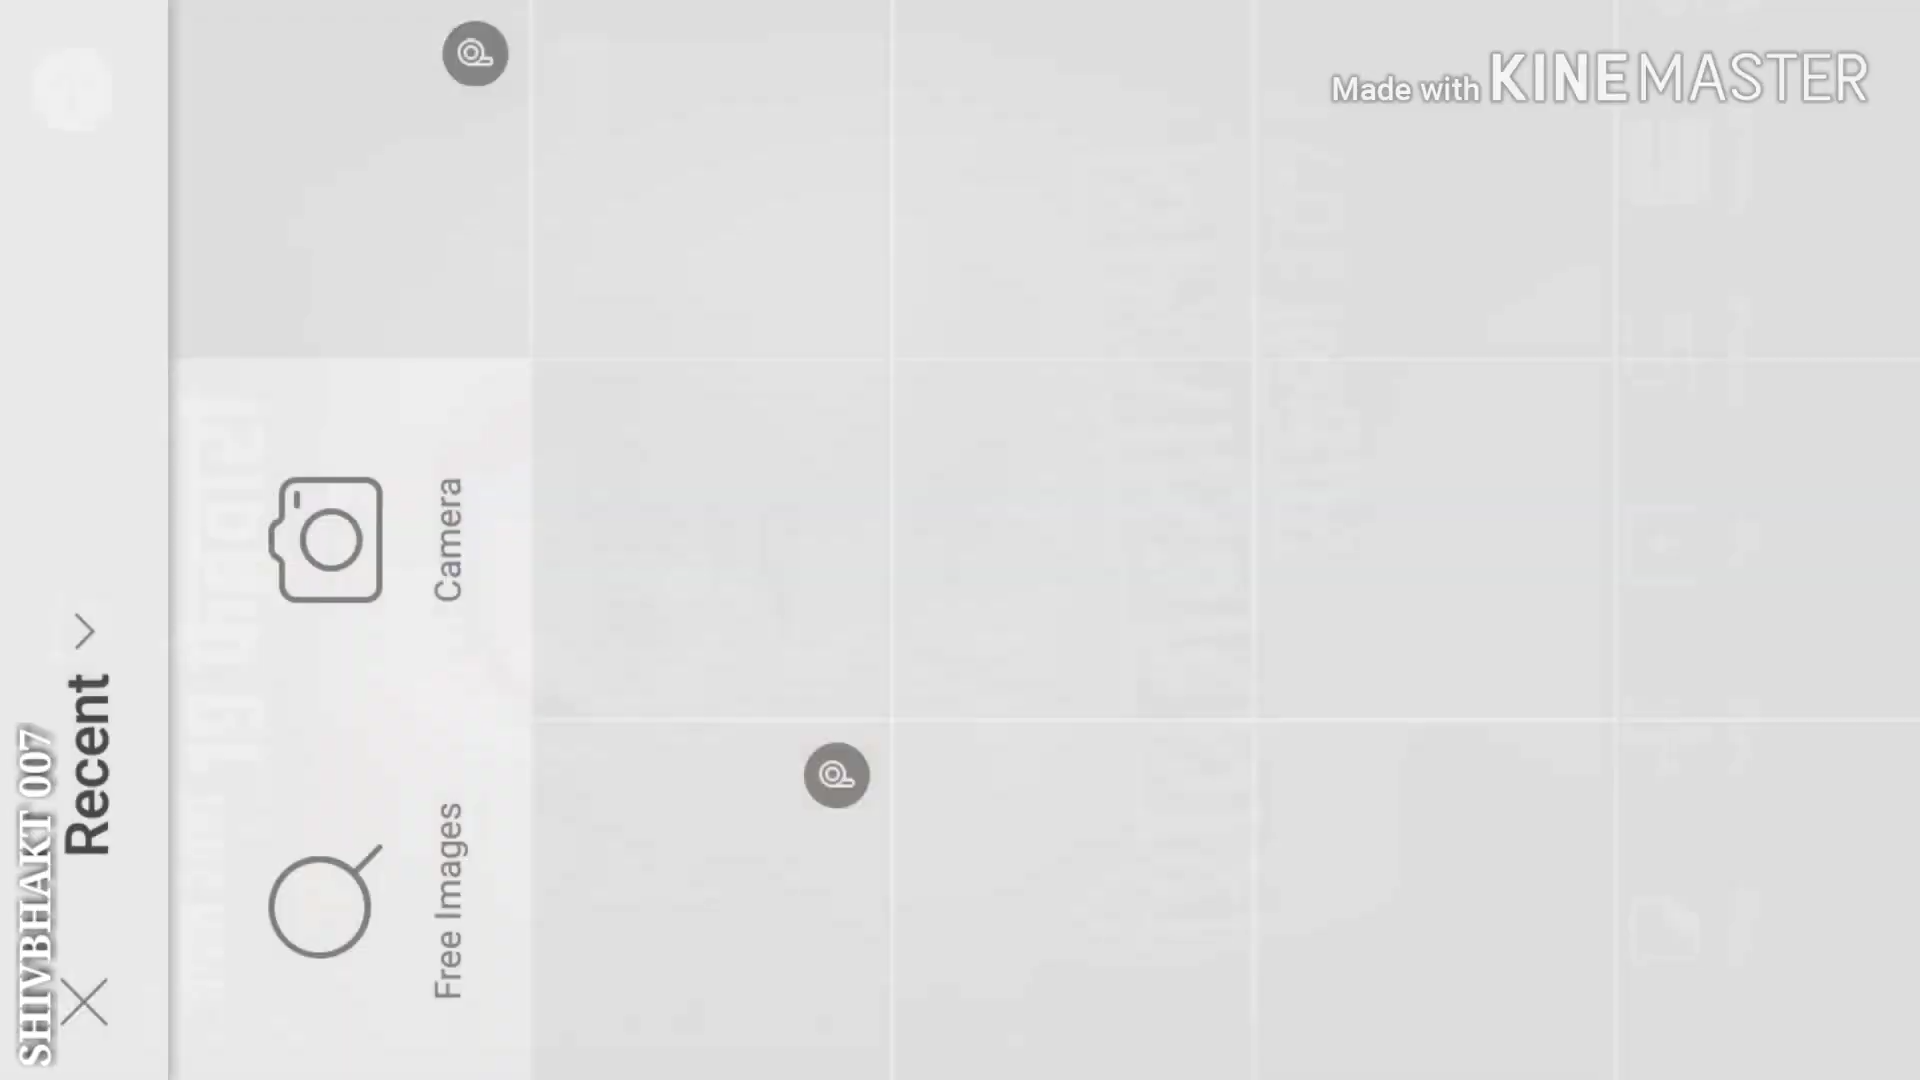 Made with KINEMASTER
SHIVBHAKT 007
Recent
Camera
Free Images